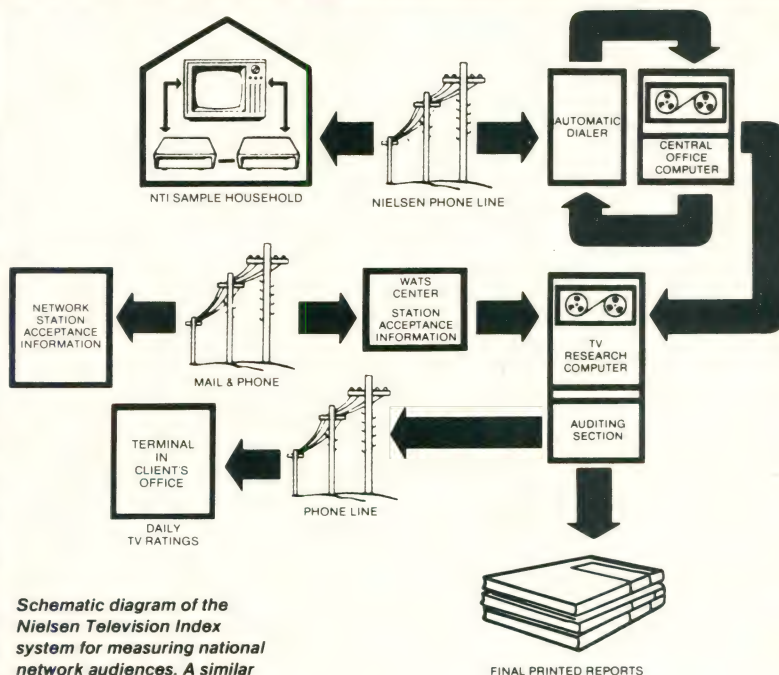 AUTOMATIC
DIALER
CENTRAL
OFFICE
COMPUTER
NTI SAMPLE HOUSEHOLD
NIELSEN PHONE LINE
NETWORK
STATION
ACCEPTANCE
INFORMATION
MAIL & PHONE
WATS
CENTER
STATION
ACCEPTANCE
INFORMATION
TV
RESEARCH
COMPUTER
AUDITING
SECTION
TERMINAL
IN
CLIENT'S
OFFICE
DAILY
TV RATINGS
PHONE LINE
FINAL PRINTED REPORTS
Schematic diagram of the
Nielsen Television Index
system for measuring national
network audiences. A similar